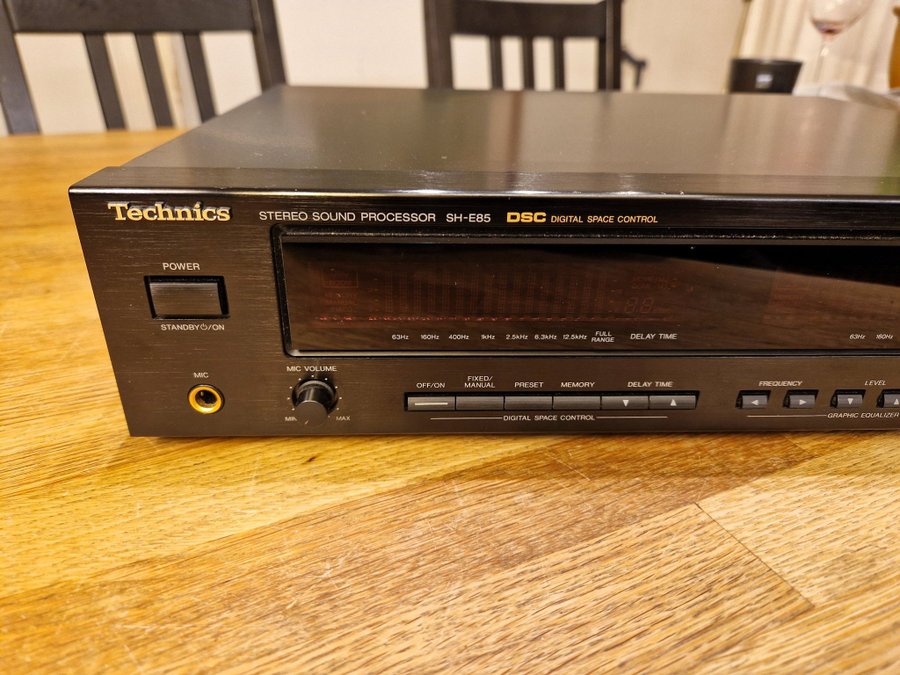 Technics STEREO SOUND PROCESSOR SH-E85 DSC DIGITAL SPACE CONTROL
POWER
STANDBY⏻/ON
63Hz 160Hz 400Hz 1kHz 2.5kHz 6.3kHz 12.5kHz FULL RANGE DELAY TIME 63Hz 160Hz
MIC
MIC VOLUME
MIN MAX
OFF/ON FIXED/MANUAL PRESET MEMORY DELAY TIME
DIGITAL SPACE CONTROL
FREQUENCY LEVEL
GRAPHIC EQUALIZER